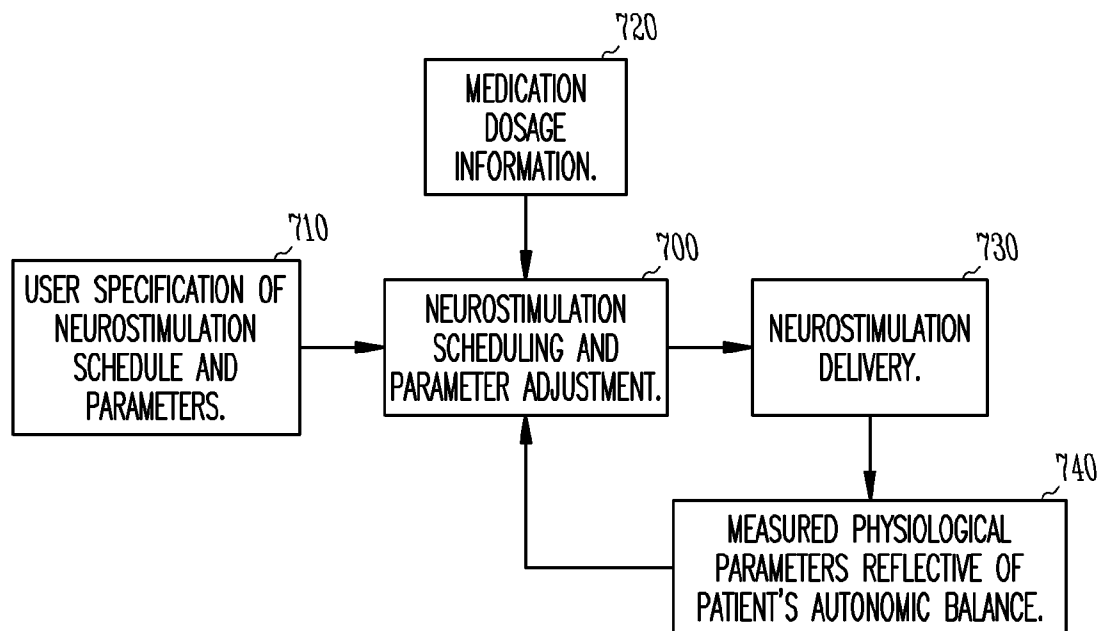 720
MEDICATION
DOSAGE
INFORMATION.
710
USER SPECIFICATION OF
NEUROSTIMULATION
SCHEDULE AND
PARAMETERS.
700
NEUROSTIMULATION
SCHEDULING AND
PARAMETER ADJUSTMENT.
730
NEUROSTIMULATION
DELIVERY.
740
MEASURED PHYSIOLOGICAL
PARAMETERS REFLECTIVE OF
PATIENT'S AUTONOMIC BALANCE.